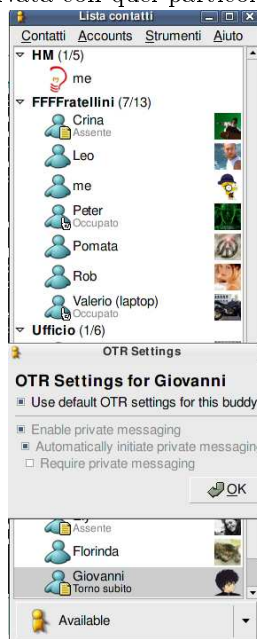 Lista contatti
Contatti Accounts Strumenti Aiuto
HM (1/5)
me
FFFFratellini (7/13)
Crina
Assente
Leo
me
Peter
Occupato
Pomata
Rob
Valerio (laptop)
Occupato
Ufficio (1/6)
OTR Settings
OTR Settings for Giovanni
Use default OTR settings for this buddy
Enable private messaging
Automatically initiate private messaging
Require private messaging
OK
Assente
Florinda
Giovanni
Torno subito
Available